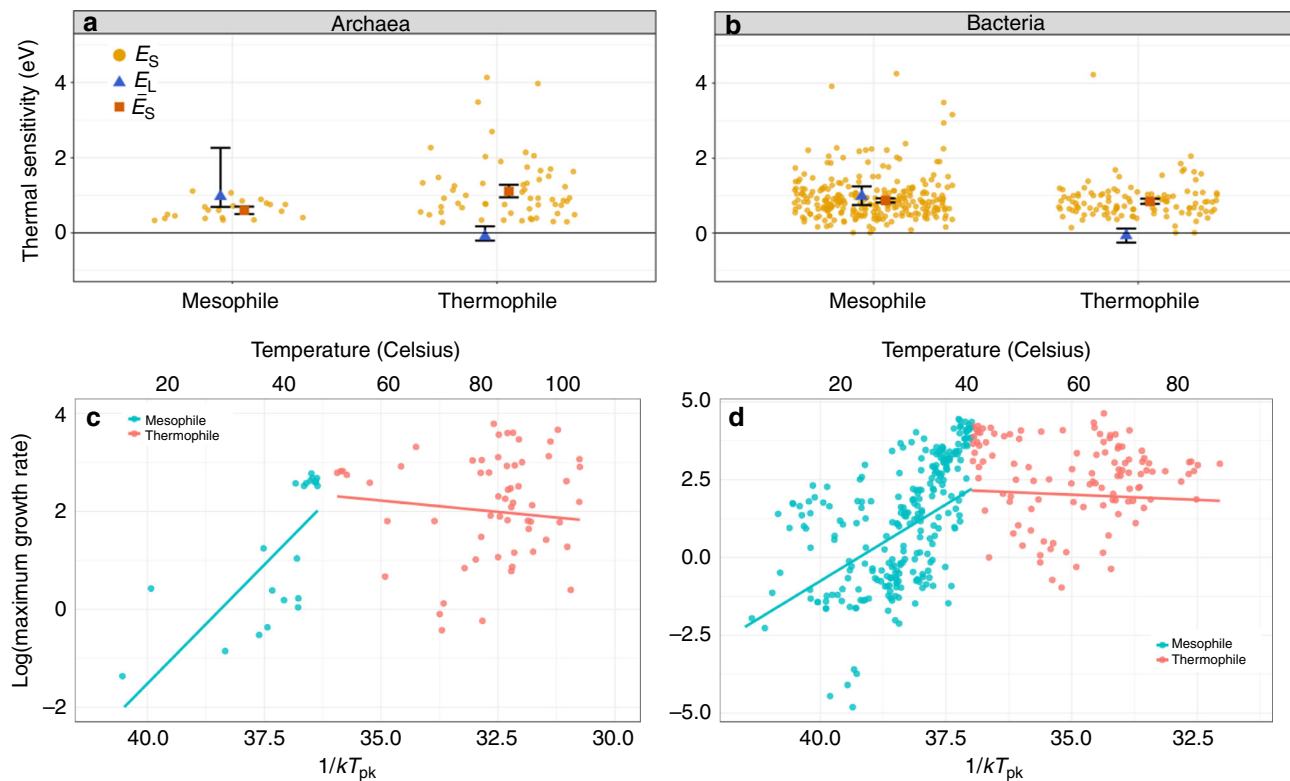 a Archaea
b Bacteria
Thermal sensitivity (eV)
E_S
E_L
E̅_S
4
2
0
4
2
0
Mesophile Thermophile
Mesophile Thermophile
Temperature (Celsius)
20 40 60 80 100
c
Mesophile
Thermophile
Log(maximum growth rate)
4
2
0
–2
40.0 37.5 35.0 32.5 30.0
1/kT_pk
Temperature (Celsius)
20 40 60 80
d
5.0
2.5
0.0
–2.5
–5.0
Mesophile
Thermophile
40.0 37.5 35.0 32.5
1/kT_pk